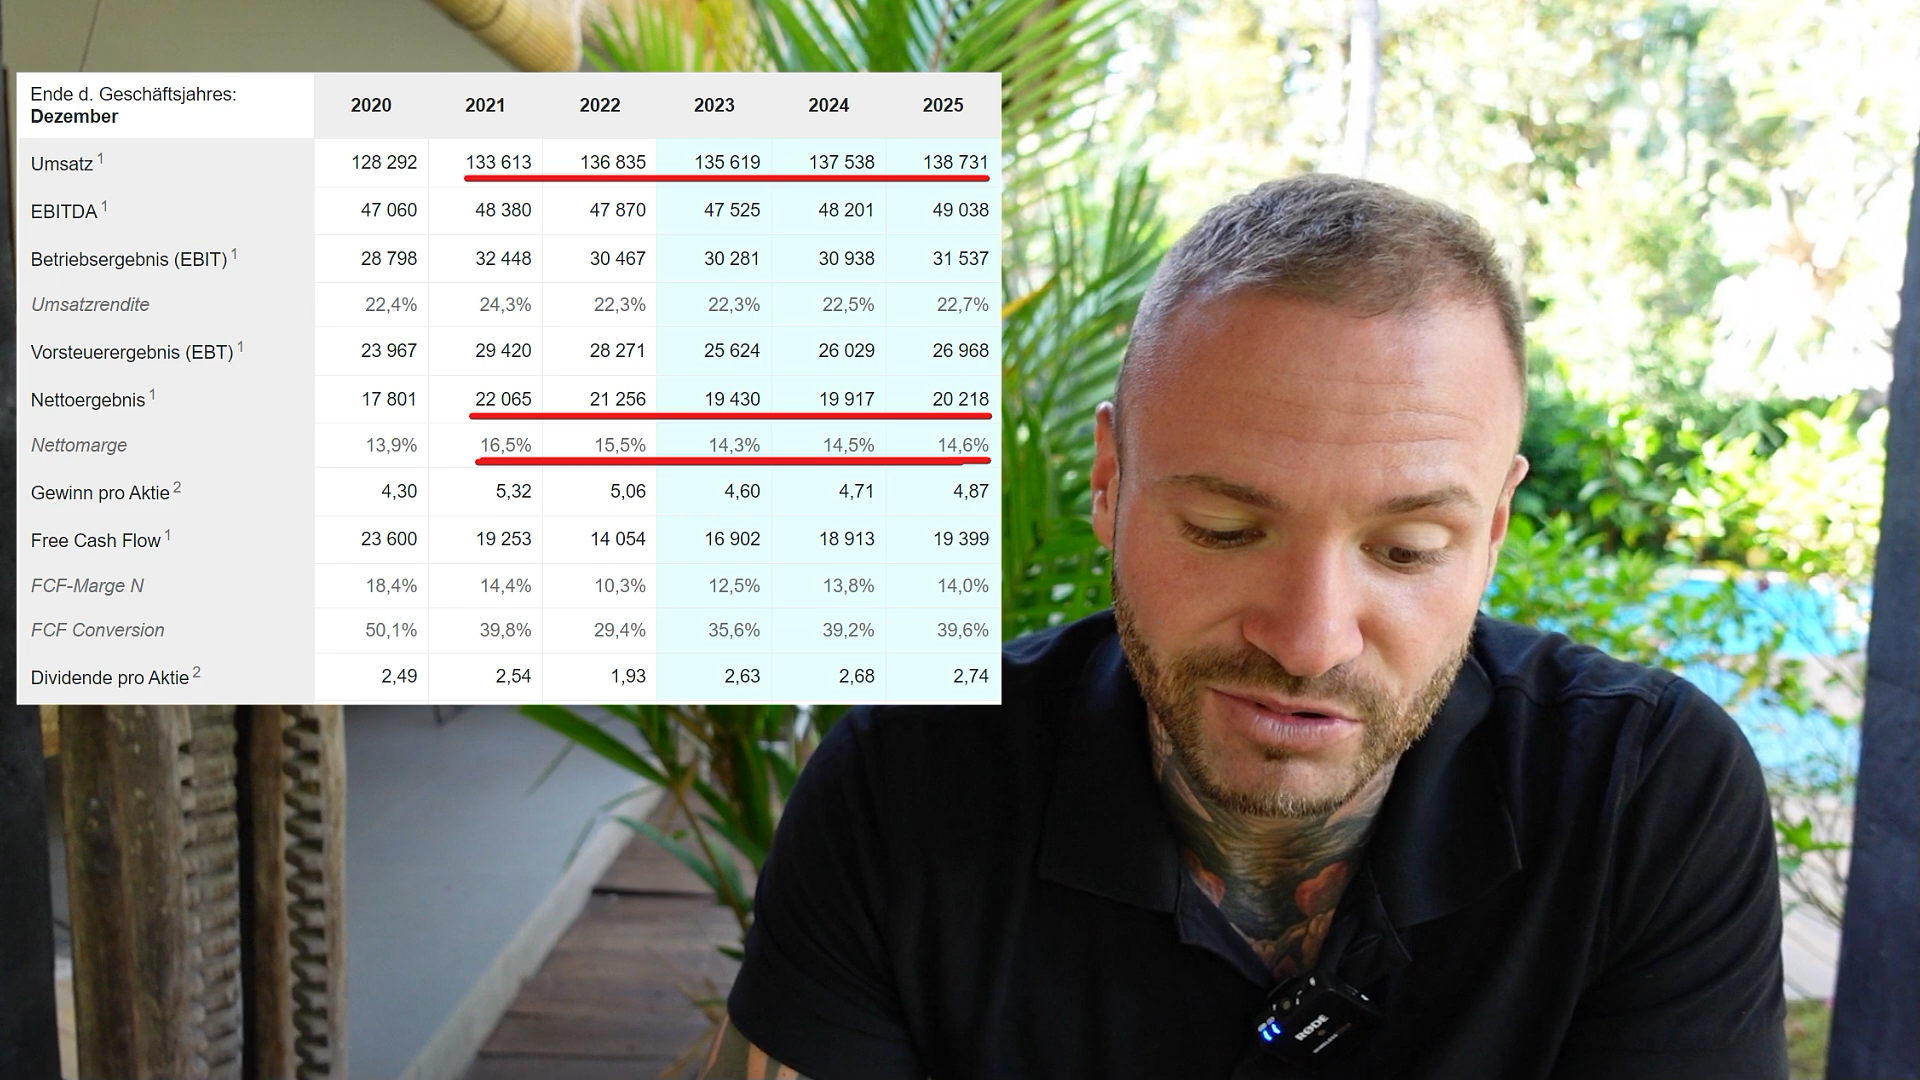 Ende d. Geschäftsjahres:
Dezember 2020 2021 2022 2023 2024 2025
Umsatz 1 128 292 133 613 136 835 135 619 137 538 138 731
EBITDA 1 47 060 48 380 47 870 47 525 48 201 49 038
Betriebsergebnis (EBIT) 1 28 798 32 448 30 467 30 281 30 938 31 537
Umsatzrendite 22,4% 24,3% 22,3% 22,3% 22,5% 22,7%
Vorsteuerergebnis (EBT) 1 23 967 29 420 28 271 25 624 26 029 26 968
Nettoergebnis 1 17 801 22 065 21 256 19 430 19 917 20 218
Nettomarge 13,9% 16,5% 15,5% 14,3% 14,5% 14,6%
Gewinn pro Aktie 2 4,30 5,32 5,06 4,60 4,71 4,87
Free Cash Flow 1 23 600 19 253 14 054 16 902 18 913 19 399
FCF-Marge N 18,4% 14,4% 10,3% 12,5% 13,8% 14,0%
FCF Conversion 50,1% 39,8% 29,4% 35,6% 39,2% 39,6%
Dividende pro Aktie 2 2,49 2,54 1,93 2,63 2,68 2,74
RØDE